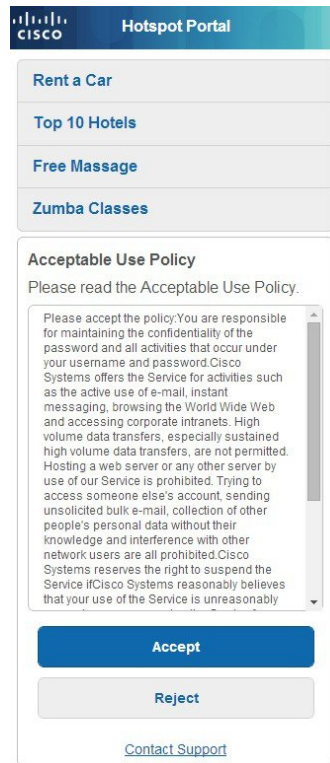 CISCO
Hotspot Portal
Rent a Car
Top 10 Hotels
Free Massage
Zumba Classes
Acceptable Use Policy
Please read the Acceptable Use Policy.
Please accept the policy:You are responsible
for maintaining the confidentiality of the
password and all activities that occur under
your username and password.Cisco
Systems offers the Service for activities such
as the active use of e-mail, instant
messaging, browsing the World Wide Web
and accessing corporate intranets. High
volume data transfers, especially sustained
high volume data transfers, are not permitted.
Hosting a web server or any other server by
use of our Service is prohibited. Trying to
access someone else's account, sending
unsolicited bulk e-mail, collection of other
people's personal data without their
knowledge and interference with other
network users are all prohibited.Cisco
Systems reserves the right to suspend the
Service ifCisco Systems reasonably believes
that your use of the Service is unreasonably
Accept
Reject
Contact Support